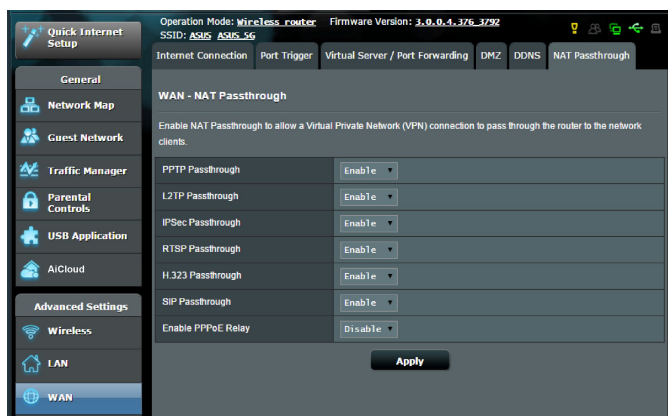 Quick Internet
Setup
Operation Mode: Wireless router Firmware Version: 3.0.0.4.376_3792
SSID: ASUS ASUS_5G
General
Network Map
Guest Network
Traffic Manager
Parental
Controls
USB Application
AiCloud
Advanced Settings
Wireless
LAN
WAN
Internet Connection
Port Trigger
Virtual Server / Port Forwarding
DMZ
DDNS
NAT Passthrough
WAN - NAT Passthrough
Enable NAT Passthrough to allow a Virtual Private Network (VPN) connection to pass through the router to the network
clients.
PPTP Passthrough Enable
L2TP Passthrough Enable
IPSec Passthrough Enable
RTSP Passthrough Enable
H.323 Passthrough Enable
SIP Passthrough Enable
Enable PPPoE Relay Disable
Apply